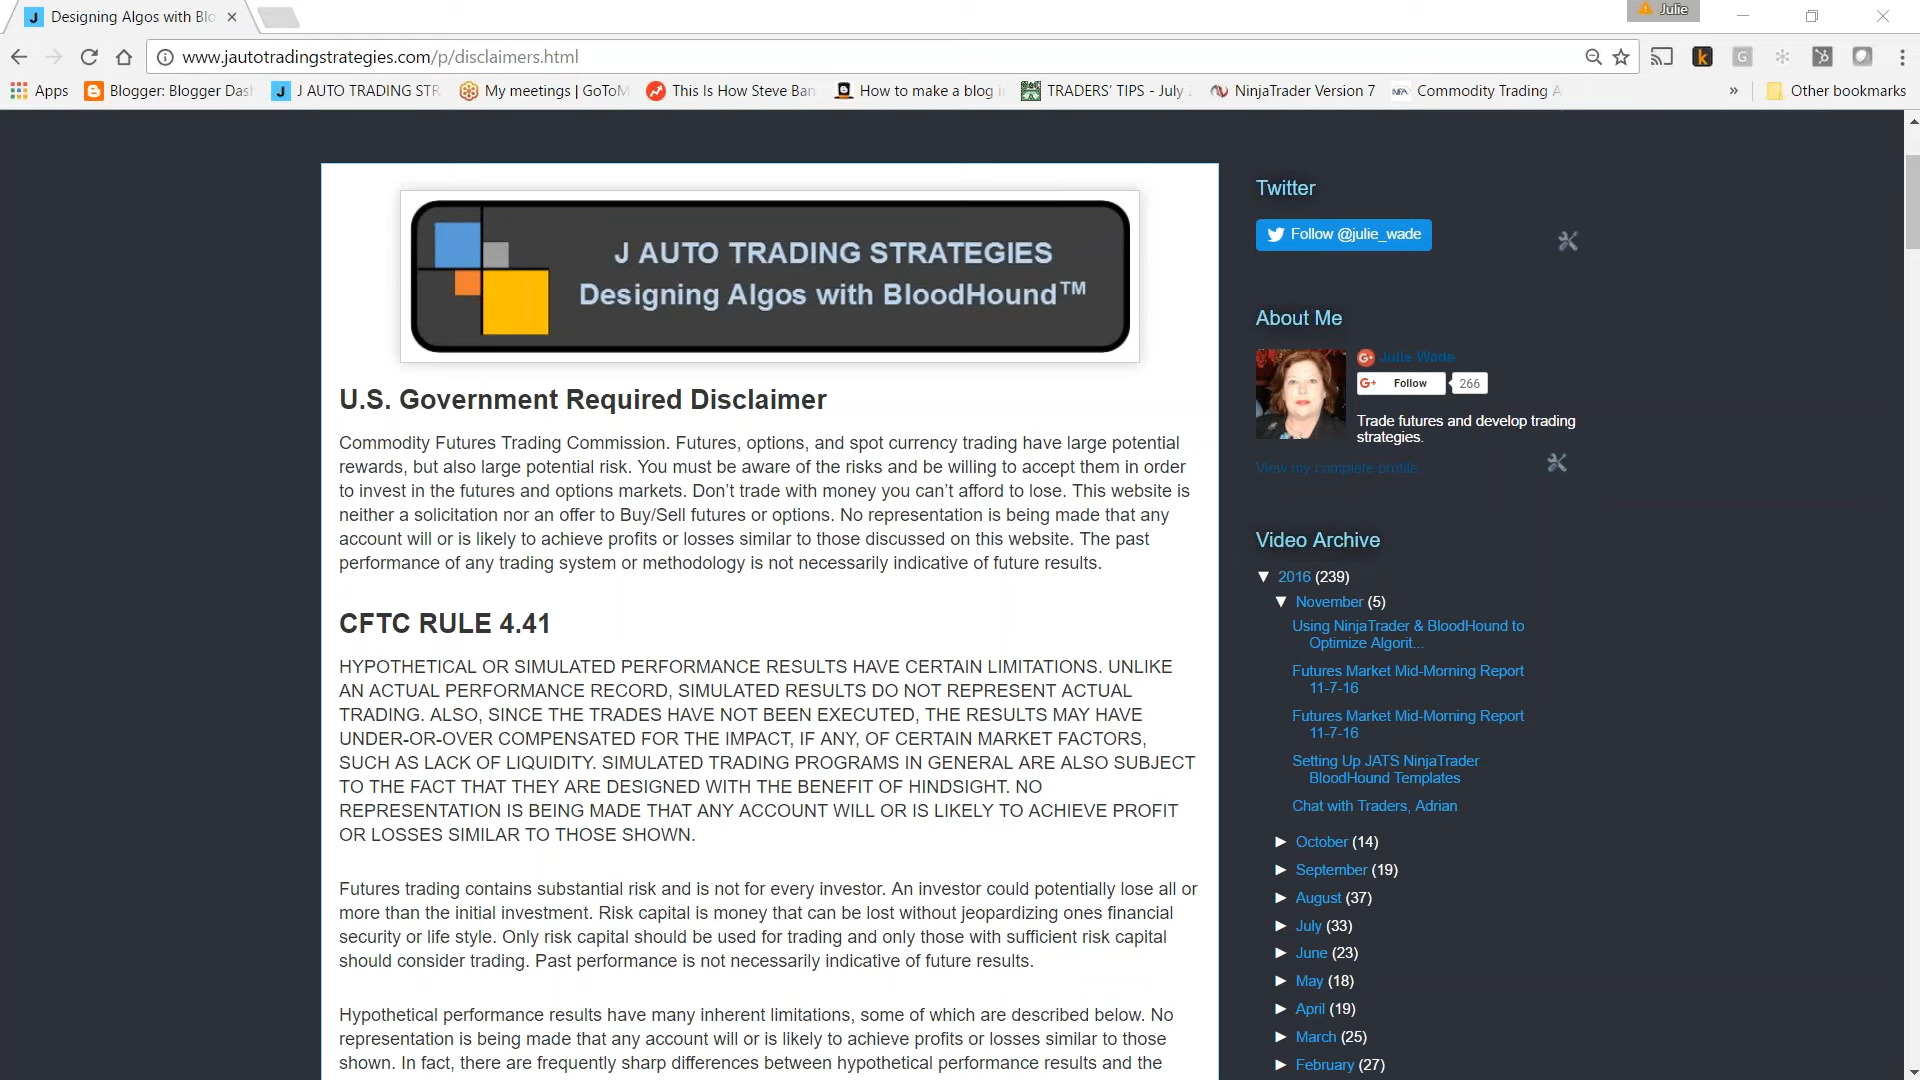 Designing Algos with Blo
Julie
www.jautotradingstrategies.com/p/disclaimers.html
Apps
Blogger: Blogger Das
J AUTO TRADING STR
My meetings | GoToM
This Is How Steve Ban
How to make a blog i
TRADERS' TIPS - July
NinjaTrader Version 7
Commodity Trading A
»
Other bookmarks
J AUTO TRADING STRATEGIES
Designing Algos with BloodHound™
U.S. Government Required Disclaimer
Commodity Futures Trading Commission. Futures, options, and spot currency trading have large potential
rewards, but also large potential risk. You must be aware of the risks and be willing to accept them in order
to invest in the futures and options markets. Don’t trade with money you can’t afford to lose. This website is
neither a solicitation nor an offer to Buy/Sell futures or options. No representation is being made that any
account will or is likely to achieve profits or losses similar to those discussed on this website. The past
performance of any trading system or methodology is not necessarily indicative of future results.
CFTC RULE 4.41
HYPOTHETICAL OR SIMULATED PERFORMANCE RESULTS HAVE CERTAIN LIMITATIONS. UNLIKE
AN ACTUAL PERFORMANCE RECORD, SIMULATED RESULTS DO NOT REPRESENT ACTUAL
TRADING. ALSO, SINCE THE TRADES HAVE NOT BEEN EXECUTED, THE RESULTS MAY HAVE
UNDER-OR-OVER COMPENSATED FOR THE IMPACT, IF ANY, OF CERTAIN MARKET FACTORS,
SUCH AS LACK OF LIQUIDITY. SIMULATED TRADING PROGRAMS IN GENERAL ARE ALSO SUBJECT
TO THE FACT THAT THEY ARE DESIGNED WITH THE BENEFIT OF HINDSIGHT. NO
REPRESENTATION IS BEING MADE THAT ANY ACCOUNT WILL OR IS LIKELY TO ACHIEVE PROFIT
OR LOSSES SIMILAR TO THOSE SHOWN.
Futures trading contains substantial risk and is not for every investor. An investor could potentially lose all or
more than the initial investment. Risk capital is money that can be lost without jeopardizing ones financial
security or life style. Only risk capital should be used for trading and only those with sufficient risk capital
should consider trading. Past performance is not necessarily indicative of future results.
Hypothetical performance results have many inherent limitations, some of which are described below. No
representation is being made that any account will or is likely to achieve profits or losses similar to those
shown. In fact, there are frequently sharp differences between hypothetical performance results and the
Twitter
Follow @julie_wade
About Me
Julie Wade
G+ Follow 266
Trade futures and develop trading
strategies.
View my complete profile
Video Archive
▼ 2016 (239)
▼ November (5)
Using NinjaTrader & BloodHound to
Optimize Algorit...
Futures Market Mid-Morning Report
11-7-16
Futures Market Mid-Morning Report
11-7-16
Setting Up JATS NinjaTrader
BloodHound Templates
Chat with Traders, Adrian
► October (14)
► September (19)
► August (37)
► July (33)
► June (23)
► May (18)
► April (19)
► March (25)
► February (27)